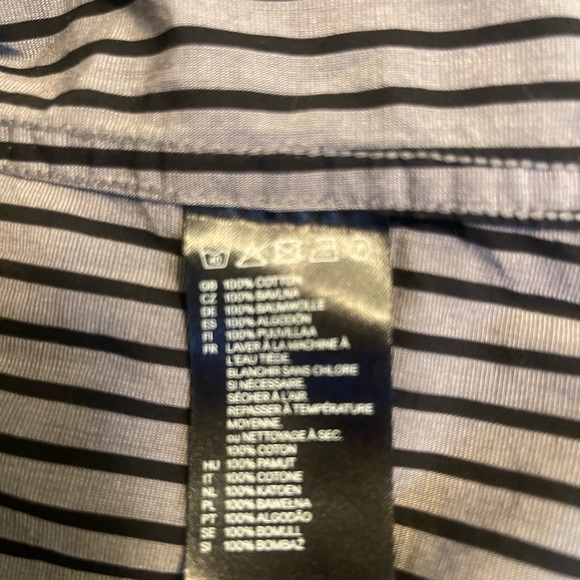 40
GB 100% COTTON
CZ 100% BAVLNA
DE 100% BAUMWOLLE
ES 100% ALGODÓN
FI 100% PUUVILLAA
FR LAVER À LA MACHINE À
L'EAU TIÈDE
BLANCHIR SANS CHLORE
SI NÉCESSAIRE
SÉCHER À L'AIR
REPASSER À TEMPÉRATURE
MOYENNE
ou NETTOYAGE À SEC.
100% COTON
HU 100% PAMUT
IT 100% COTONE
NL 100% KATOEN
PL 100% BAWEŁNA
PT 100% ALGODÃO
SE 100% BOMULL
SI 100% BOMBAŽ